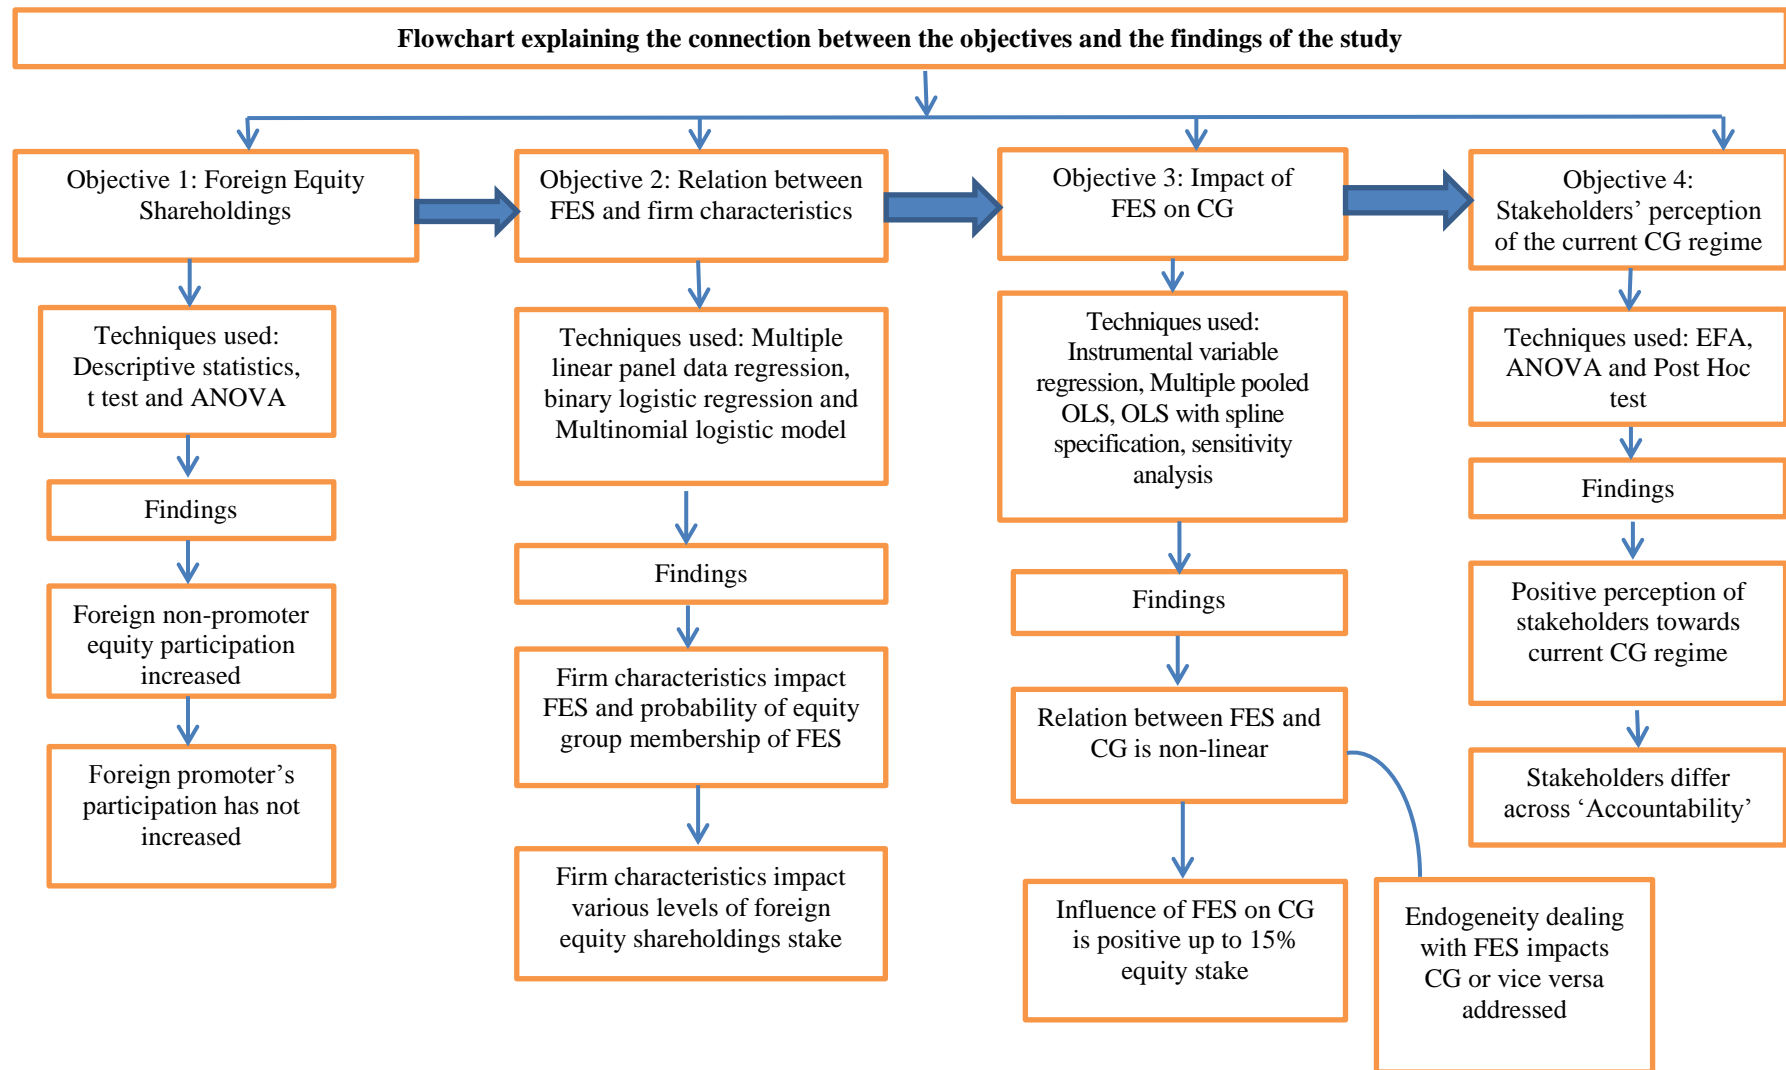 Flowchart explaining the connection between the objectives and the findings of the study
Objective 1: Foreign Equity
Shareholdings
Techniques used:
Descriptive statistics,
t test and ANOVA
Findings
Foreign non-promoter
equity participation
increased
Foreign promoter’s
participation has not
increased
Objective 2: Relation between
FES and firm characteristics
Techniques used: Multiple
linear panel data regression,
binary logistic regression and
Multinomial logistic model
Findings
Firm characteristics impact
FES and probability of equity
group membership of FES
Firm characteristics impact
various levels of foreign
equity shareholdings stake
Objective 3: Impact of
FES on CG
Techniques used:
Instrumental variable
regression, Multiple pooled
OLS, OLS with spline
specification, sensitivity
analysis
Findings
Relation between FES and
CG is non-linear
Influence of FES on CG
is positive up to 15%
equity stake
Endogeneity dealing
with FES impacts
CG or vice versa
addressed
Objective 4:
Stakeholders’ perception
of the current CG regime
Techniques used: EFA,
ANOVA and Post Hoc
test
Findings
Positive perception of
stakeholders towards
current CG regime
Stakeholders differ
across ‘Accountability’